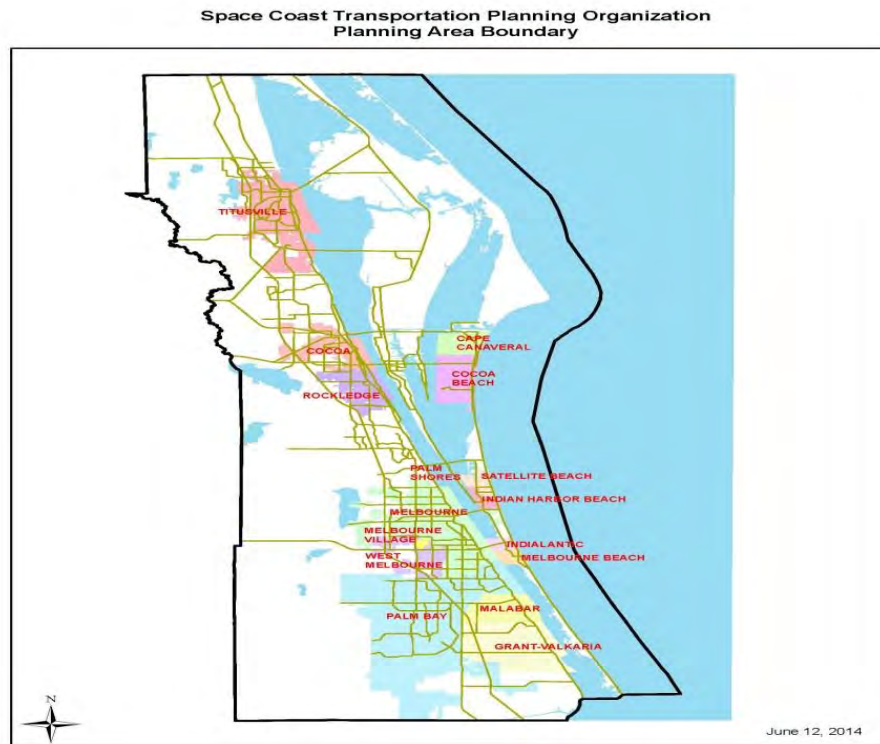 Space Coast Transportation Planning Organization
Planning Area Boundary
TITUSVILLE
COCOA
ROCKLEDGE
CAPE
CANAVERAL
COCOA
BEACH
PALM
SHORES
SATELLITE BEACH
INDIAN HARBOR BEACH
MELBOURNE
MELBOURNE
VILLAGE
INDIALANTIC
WEST
MELBOURNE
MELBOURNE BEACH
PALM BAY
MALABAR
GRANT-VALKARIA
N
June 12, 2014